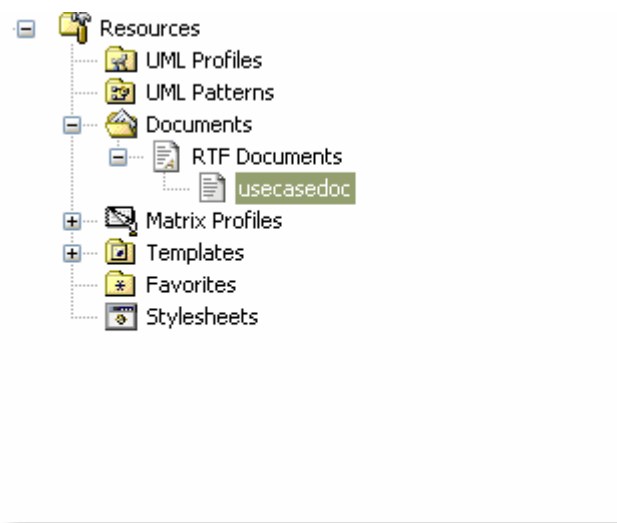 Resources
UML Profiles
UML Patterns
Documents
RTF Documents
usecasedoc
Matrix Profiles
Templates
Favorites
Stylesheets